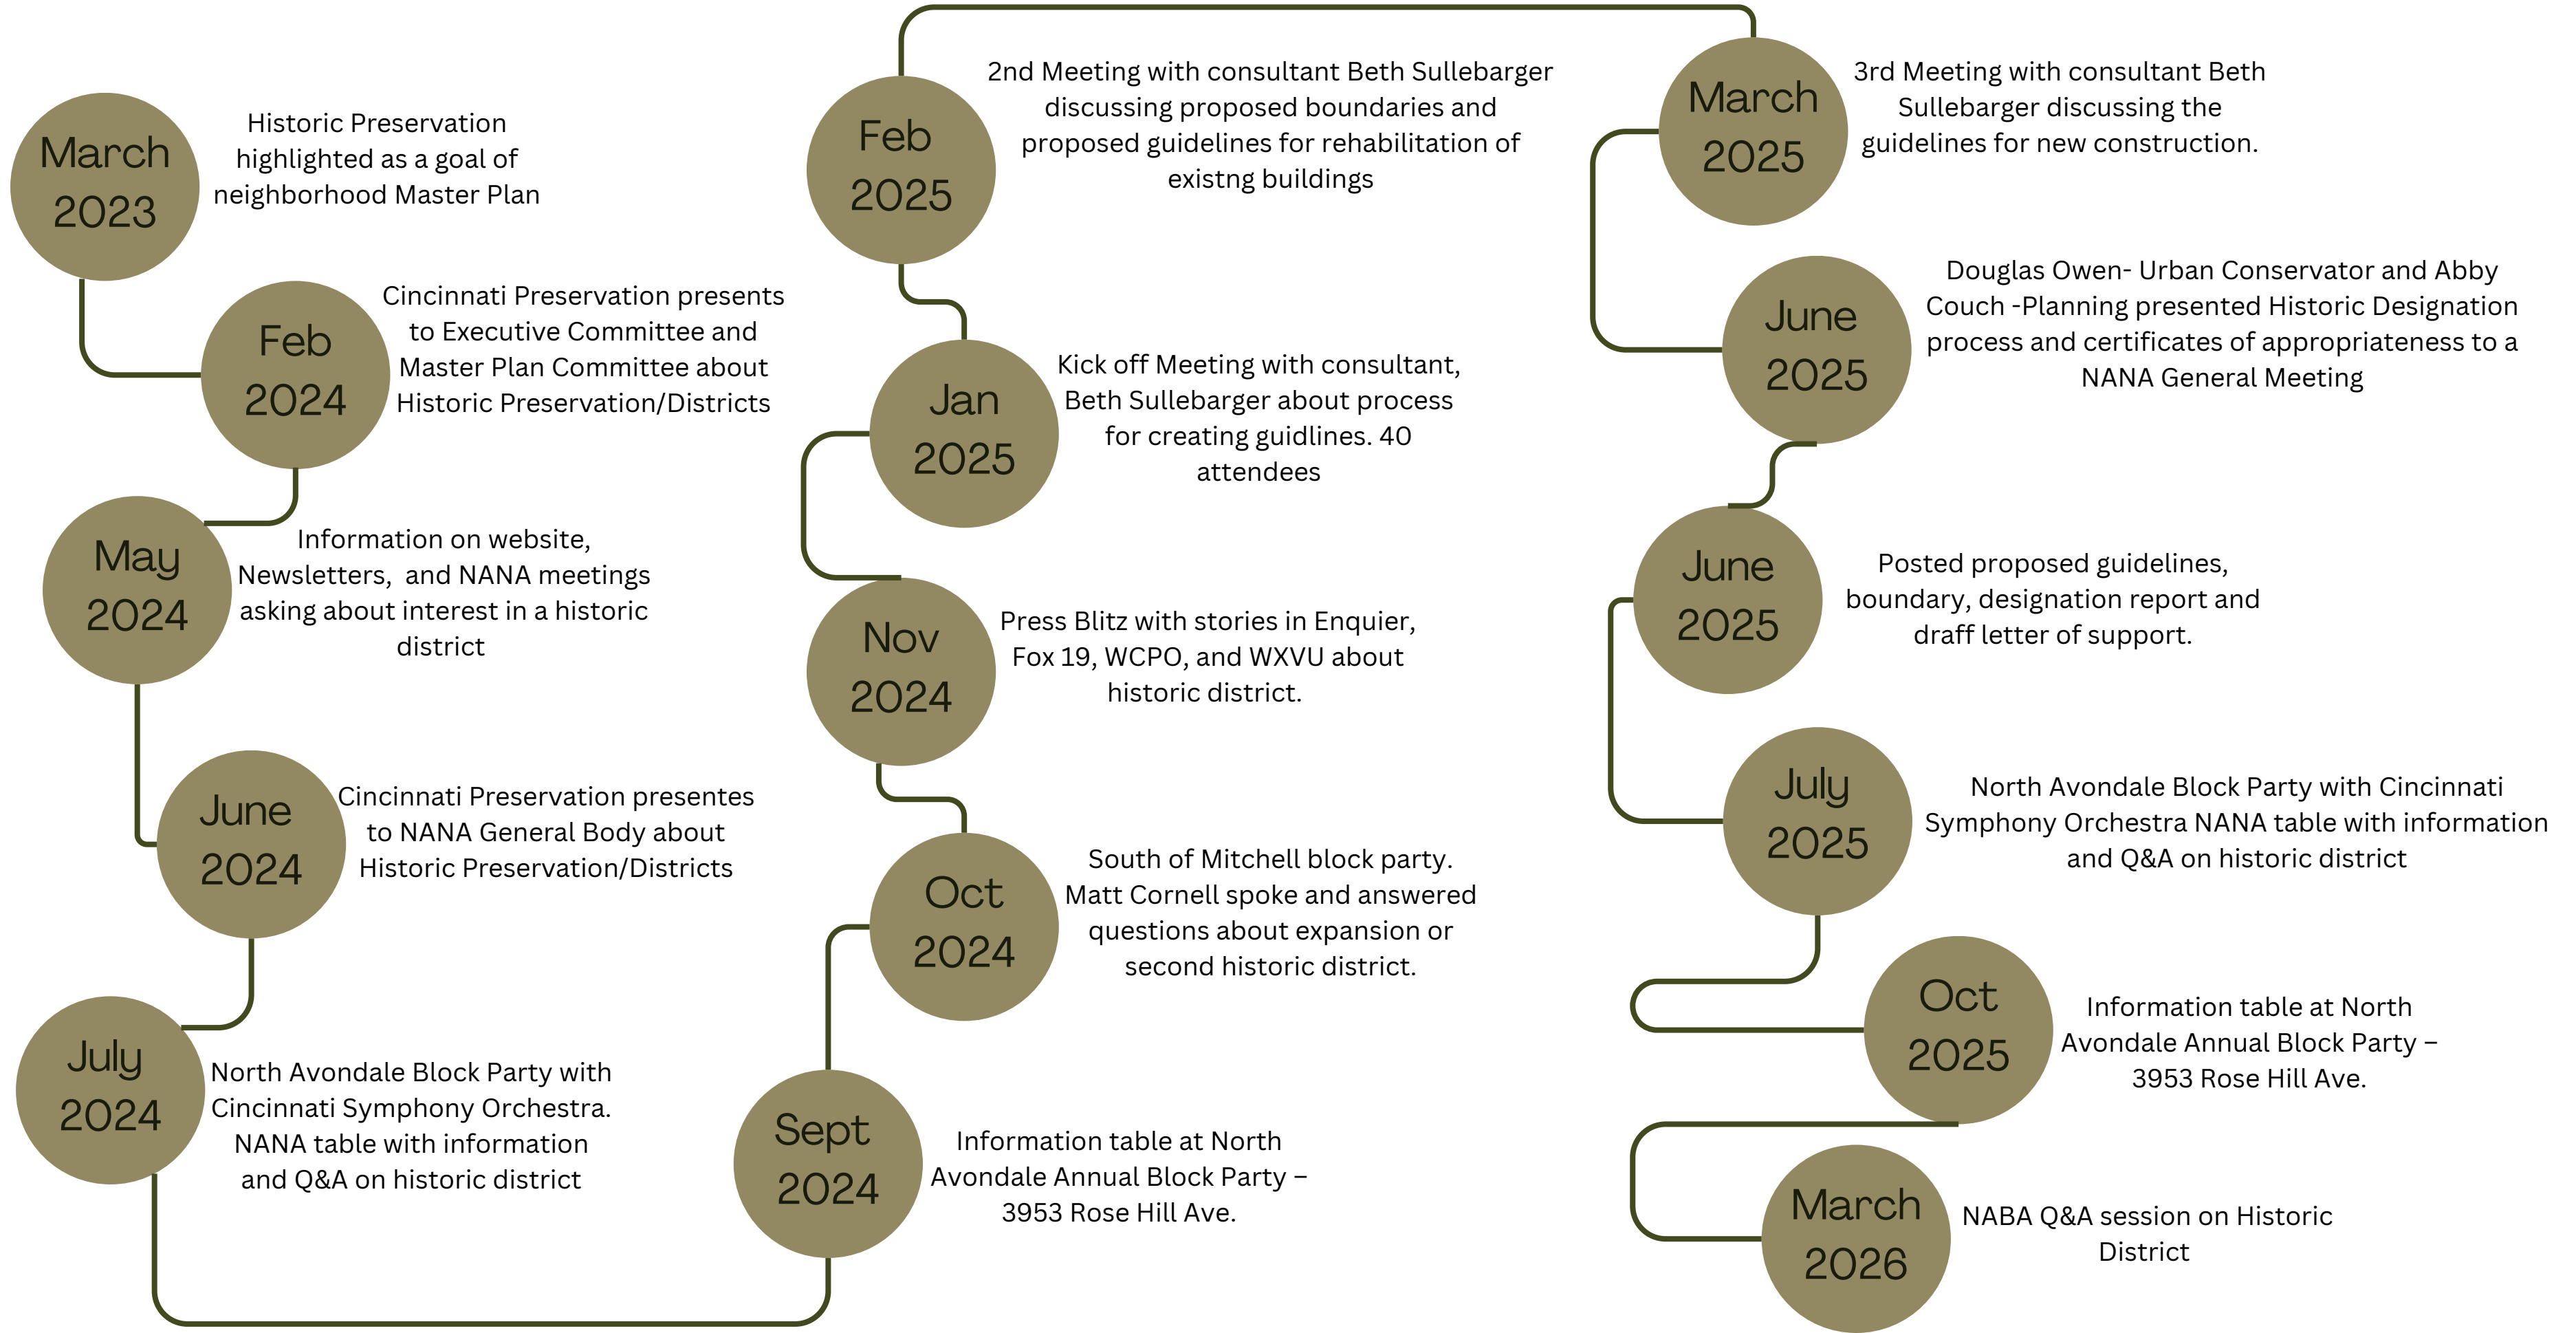 March
2023
Historic Preservation
highlighted as a goal of
neighborhood Master Plan
Feb
2024
Cincinnati Preservation presents
to Executive Committee and
Master Plan Committee about
Historic Preservation/Districts
May
2024
Information on website,
Newsletters, and NANA meetings
asking about interest in a historic
district
June
2024
Cincinnati Preservation presentes
to NANA General Body about
Historic Preservation/Districts
July
2024
North Avondale Block Party with
Cincinnati Symphony Orchestra.
NANA table with information
and Q&A on historic district
Sept
2024
Information table at North
Avondale Annual Block Party –
3953 Rose Hill Ave.
Oct
2024
South of Mitchell block party.
Matt Cornell spoke and answered
questions about expansion or
second historic district.
Nov
2024
Press Blitz with stories in Enquier,
Fox 19, WCPO, and WXVU about
historic district.
Jan
2025
Kick off Meeting with consultant,
Beth Sullebarger about process
for creating guidlines. 40
attendees
Feb
2025
2nd Meeting with consultant Beth Sullebarger
discussing proposed boundaries and
proposed guidelines for rehabilitation of
existng buildings
March
2025
3rd Meeting with consultant Beth
Sullebarger discussing the
guidelines for new construction.
June
2025
Douglas Owen- Urban Conservator and Abby
Couch -Planning presented Historic Designation
process and certificates of appropriateness to a
NANA General Meeting
June
2025
Posted proposed guidelines,
boundary, designation report and
draff letter of support.
July
2025
North Avondale Block Party with Cincinnati
Symphony Orchestra NANA table with information
and Q&A on historic district
Oct
2025
Information table at North
Avondale Annual Block Party –
3953 Rose Hill Ave.
March
2026
NABA Q&A session on Historic
District